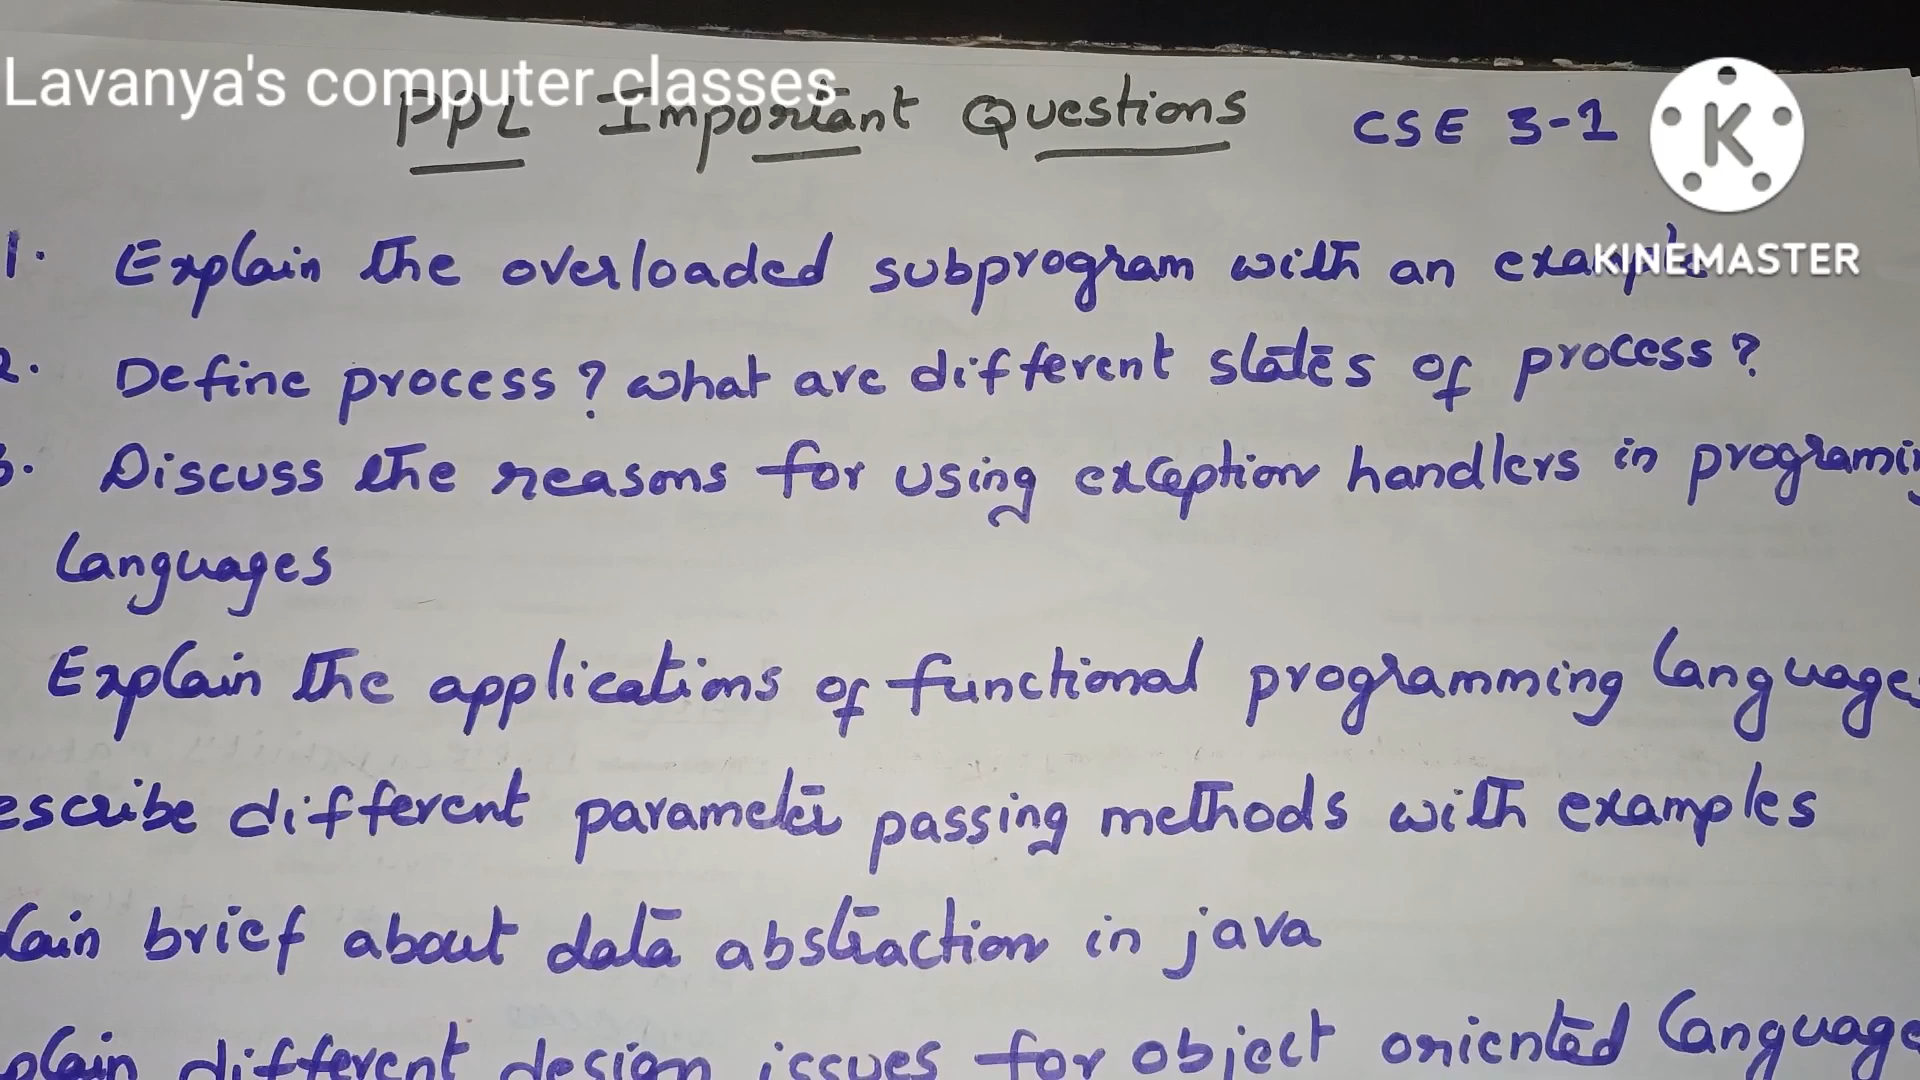 Lavanya's computer classes
PPL Important Questions CSE 3-1
K
KINEMASTER
1. Explain the overloaded subprogram with an example
2. Define process? what are different states of process?
3. Discuss the reasons for using exception handlers in programin
languages
Explain the applications of functional programming languages
escribe different parameter passing methods with examples
lain brief about data abstraction in java
plain different design issues for object oriented language